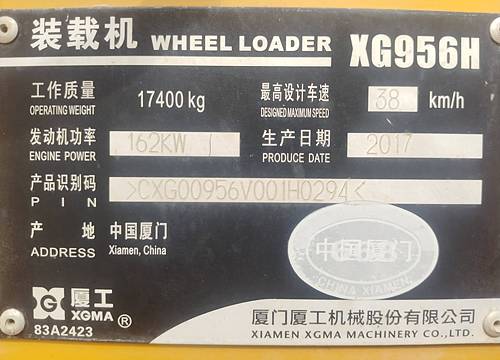 装载机 WHEEL LOADER XG956H
工作质量 17400 kg 最高设计车速 38 km/h
OPERATING WEIGHT DESIGNED MAXIMUM SPEED
发动机功率 162KW 生产日期 2017
ENGINE POWER PRODUCE DATE
产品识别码 >CXG00956V001H0294<
PIN
产地 中国厦门
ADDRESS Xiamen, China
中国厦门
CHINA XIAMEN
厦工
XGMA ®
83A2423
厦门厦工机械股份有限公司
XIAMEN XGMA MACHINERY CO.,LTD.